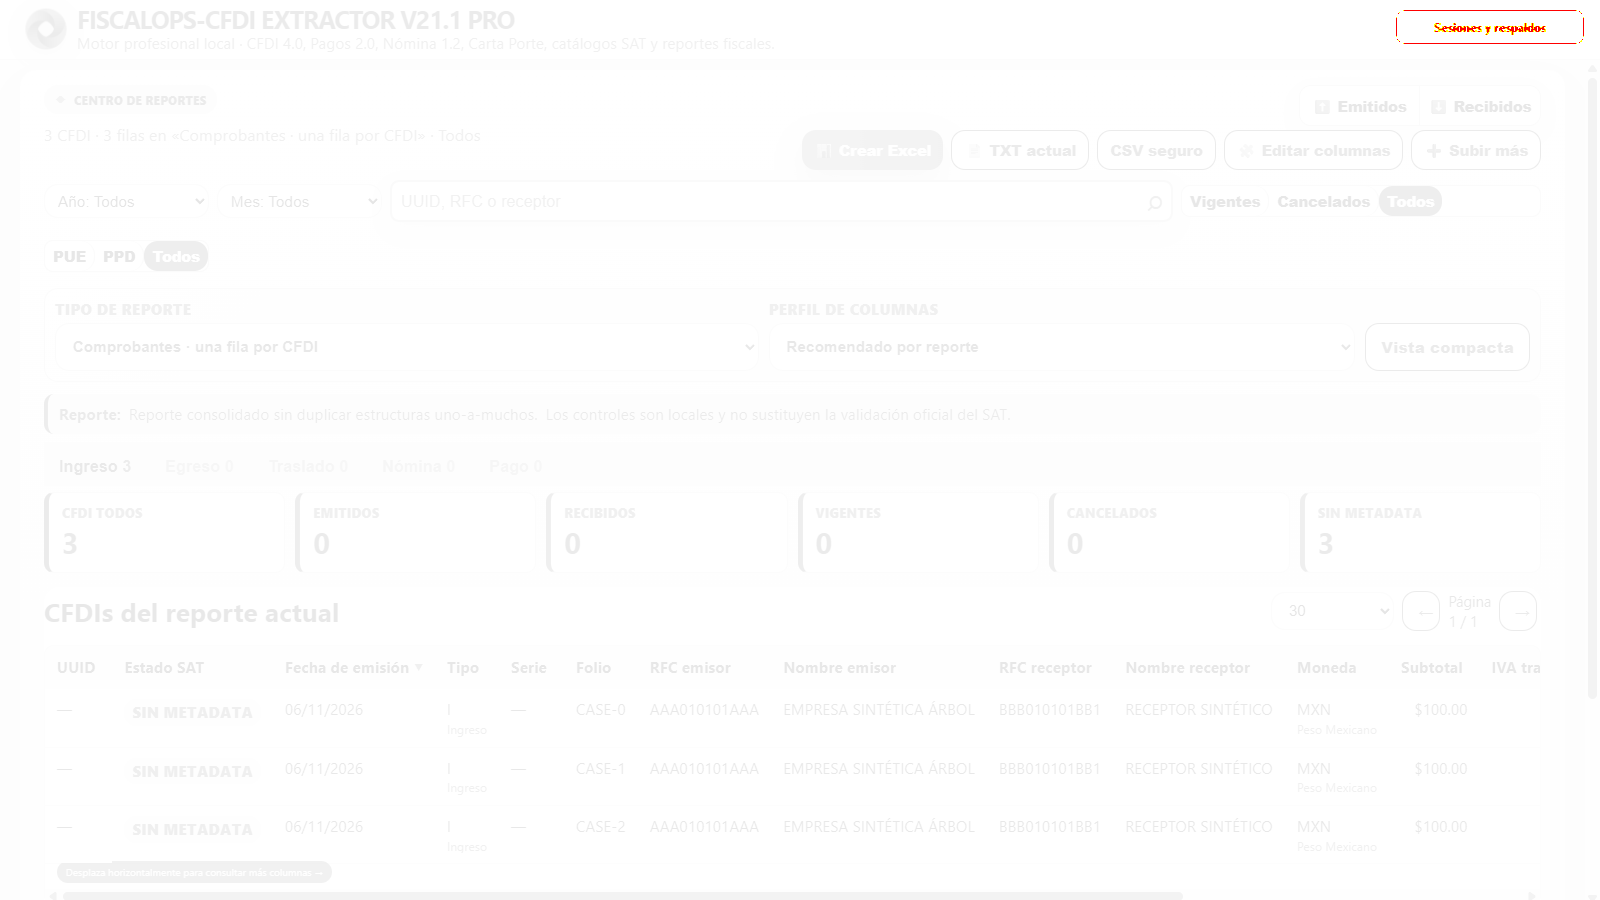 FISCALOPS-CFDI EXTRACTOR V21.1 PRO
Motor profesional local · CFDI 4.0, Pagos 2.0, Nómina 1.2, Carta Porte, catálogos SAT y reportes fiscales.
Sesiones y respaldos
CENTRO DE REPORTES
Emitidos Recibidos
3 CFDI · 3 filas en «Comprobantes · una fila por CFDI» · Todos
Crear Excel TXT actual CSV seguro Editar columnas Subir más
Año: Todos Mes: Todos UUID, RFC o receptor Vigentes Cancelados Todos
PUE PPD Todos
TIPO DE REPORTE PERFIL DE COLUMNAS
Comprobantes · una fila por CFDI Recomendado por reporte Vista compacta
Reporte: Reporte consolidado sin duplicar estructuras uno-a-muchos. Los controles son locales y no sustituyen la validación oficial del SAT.
Ingreso 3 Egreso 0 Traslado 0 Nómina 0 Pago 0
CFDI TODOS EMITIDOS RECIBIDOS VIGENTES CANCELADOS SIN METADATA
3 0 0 0 0 3
CFDIs del reporte actual
30 ← Página 1 / 1 →
UUID Estado SAT Fecha de emisión ▼ Tipo Serie Folio RFC emisor Nombre emisor RFC receptor Nombre receptor Moneda Subtotal IVA tra
— SIN METADATA 06/11/2026 I — CASE-0 AAA010101AAA EMPRESA SINTÉTICA ÁRBOL BBB010101BB1 RECEPTOR SINTÉTICO MXN $100.00
Ingreso Peso Mexicano
— SIN METADATA 06/11/2026 I — CASE-1 AAA010101AAA EMPRESA SINTÉTICA ÁRBOL BBB010101BB1 RECEPTOR SINTÉTICO MXN $100.00
Ingreso Peso Mexicano
— SIN METADATA 06/11/2026 I — CASE-2 AAA010101AAA EMPRESA SINTÉTICA ÁRBOL BBB010101BB1 RECEPTOR SINTÉTICO MXN $100.00
Ingreso Peso Mexicano
Desplaza horizontalmente para consultar más columnas →